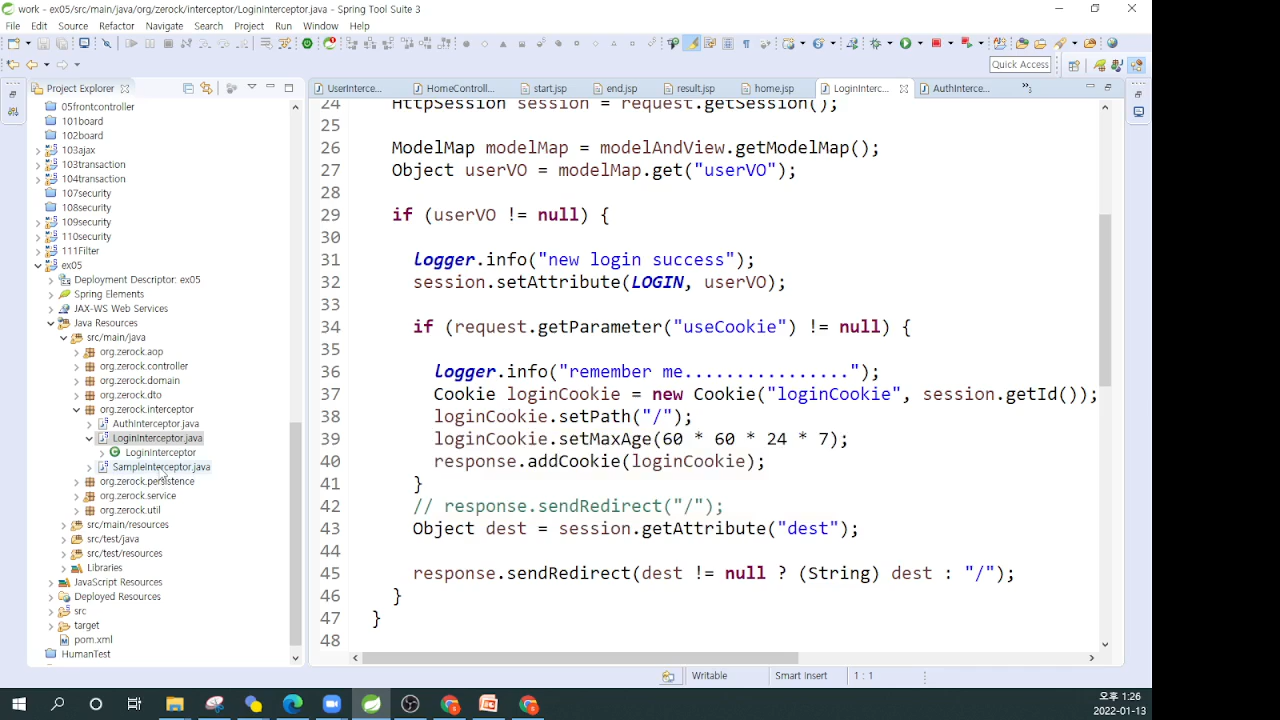 work - ex05/src/main/java/org/zerock/interceptor/LoginInterceptor.java - Spring Tool Suite 3
File Edit Source Refactor Navigate Search Project Run Window Help
Quick Access
Project Explorer
05frontcontroller
101board
102board
103ajax
103transaction
104transaction
107security
108security
109security
110security
111Filter
ex05
Deployment Descriptor: ex05
Spring Elements
JAX-WS Web Services
Java Resources
src/main/java
org.zerock.aop
org.zerock.controller
org.zerock.domain
org.zerock.dto
org.zerock.interceptor
AuthInterceptor.java
LoginInterceptor.java
LoginInterceptor
SampleInterceptor.java
org.zerock.persistence
org.zerock.service
org.zerock.util
src/main/resources
src/test/java
src/test/resources
Libraries
JavaScript Resources
Deployed Resources
src
target
pom.xml
HumanTest
UserInterce... HomeControll... start.jsp end.jsp result.jsp home.jsp LoginInterc... AuthInterce...
24 HttpSession session = request.getSession();
25
26 ModelMap modelMap = modelAndView.getModelMap();
27 Object userVO = modelMap.get("userVO");
28
29 if (userVO != null) {
30
31 logger.info("new login success");
32 session.setAttribute(LOGIN, userVO);
33
34 if (request.getParameter("useCookie") != null) {
35
36 logger.info("remember me................");
37 Cookie loginCookie = new Cookie("loginCookie", session.getId());
38 loginCookie.setPath("/");
39 loginCookie.setMaxAge(60 * 60 * 24 * 7);
40 response.addCookie(loginCookie);
41 }
42 // response.sendRedirect("/");
43 Object dest = session.getAttribute("dest");
44
45 response.sendRedirect(dest != null ? (String) dest : "/");
46 }
47 }
48
Writable Smart Insert 1 : 1
오후 1:26
2022-01-13